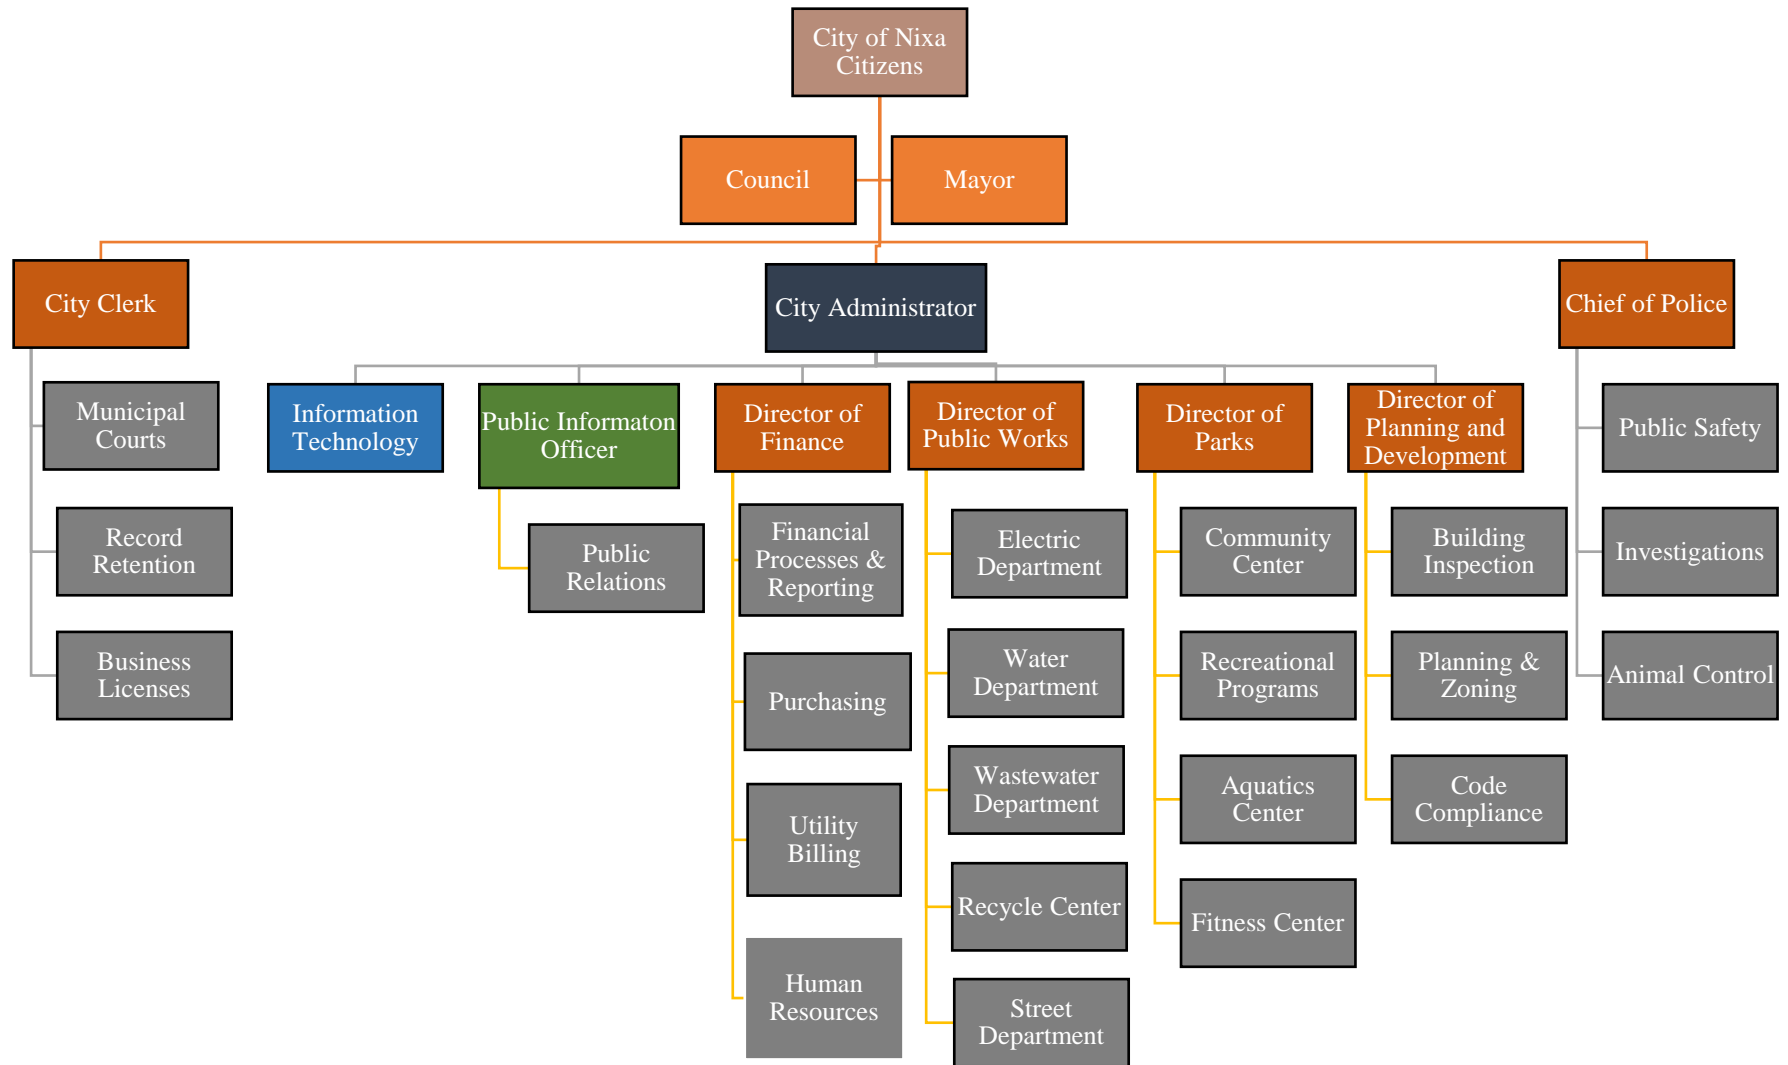 City of Nixa
Citizens
Council
Mayor
City Clerk
City Administrator
Chief of Police
Municipal
Courts
Record
Retention
Business
Licenses
Information
Technology
Public Informaton
Officer
Public
Relations
Director of
Finance
Financial
Processes &
Reporting
Purchasing
Utility
Billing
Human
Resources
Director of
Public Works
Electric
Department
Water
Department
Wastewater
Department
Recycle Center
Street
Department
Director of
Parks
Community
Center
Recreational
Programs
Aquatics
Center
Fitness Center
Director of
Planning and
Development
Building
Inspection
Planning &
Zoning
Code
Compliance
Public Safety
Investigations
Animal Control